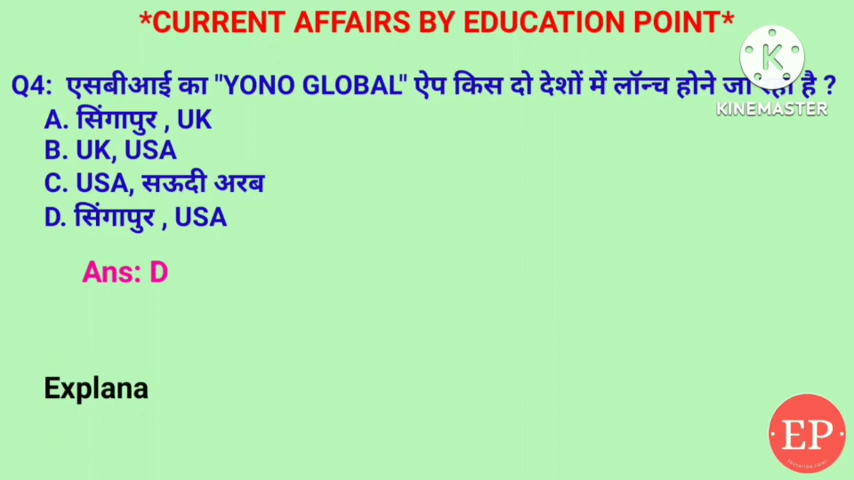 *CURRENT AFFAIRS BY EDUCATION POINT*
Q4: एसबीआई का "YONO GLOBAL" ऐप किस दो देशों में लॉन्च होने जा रहा है ?
KINEMASTER
A. सिंगापुर , UK
B. UK, USA
C. USA, सऊदी अरब
D. सिंगापुर , USA
Ans: D
Explana
EP